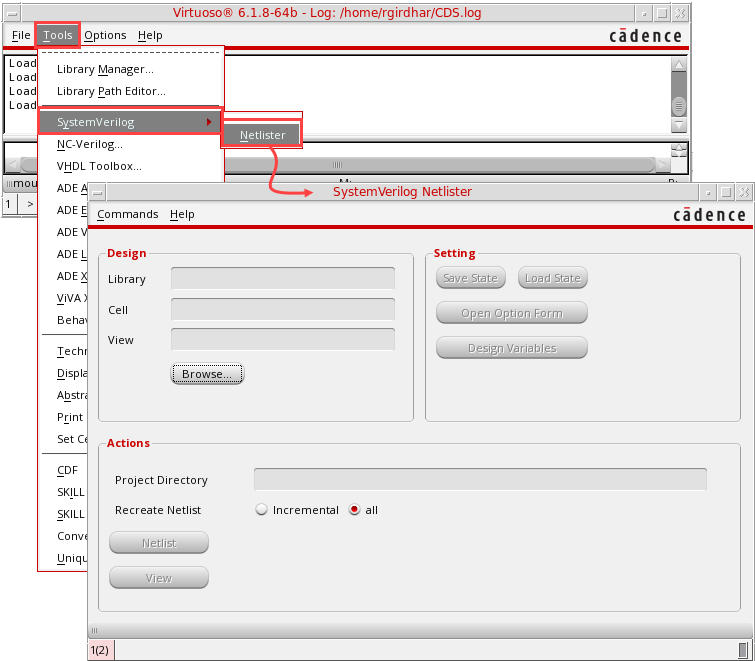 Virtuoso® 6.1.8-64b - Log: /home/rgirdhar/CDS.log
File Tools Options Help
cādence
Load
Load
Load
Load
Library Manager...
Library Path Editor...
SystemVerilog
Netlister
NC-Verilog...
VHDL Toolbox...
ADE
ADE E
ADE V
ADE L
ADE X
ViVA
Behav
Techn
Displa
Abstra
Print
Set Ce
CDF
SKILL
SKILL
Conve
Uniqu
mou
1 >
SystemVerilog Netlister
Commands Help
cādence
Design
Library
Cell
View
Browse...
Setting
Save State Load State
Open Option Form
Design Variables
Actions
Project Directory
Recreate Netlist Incremental all
Netlist
View
1(2)